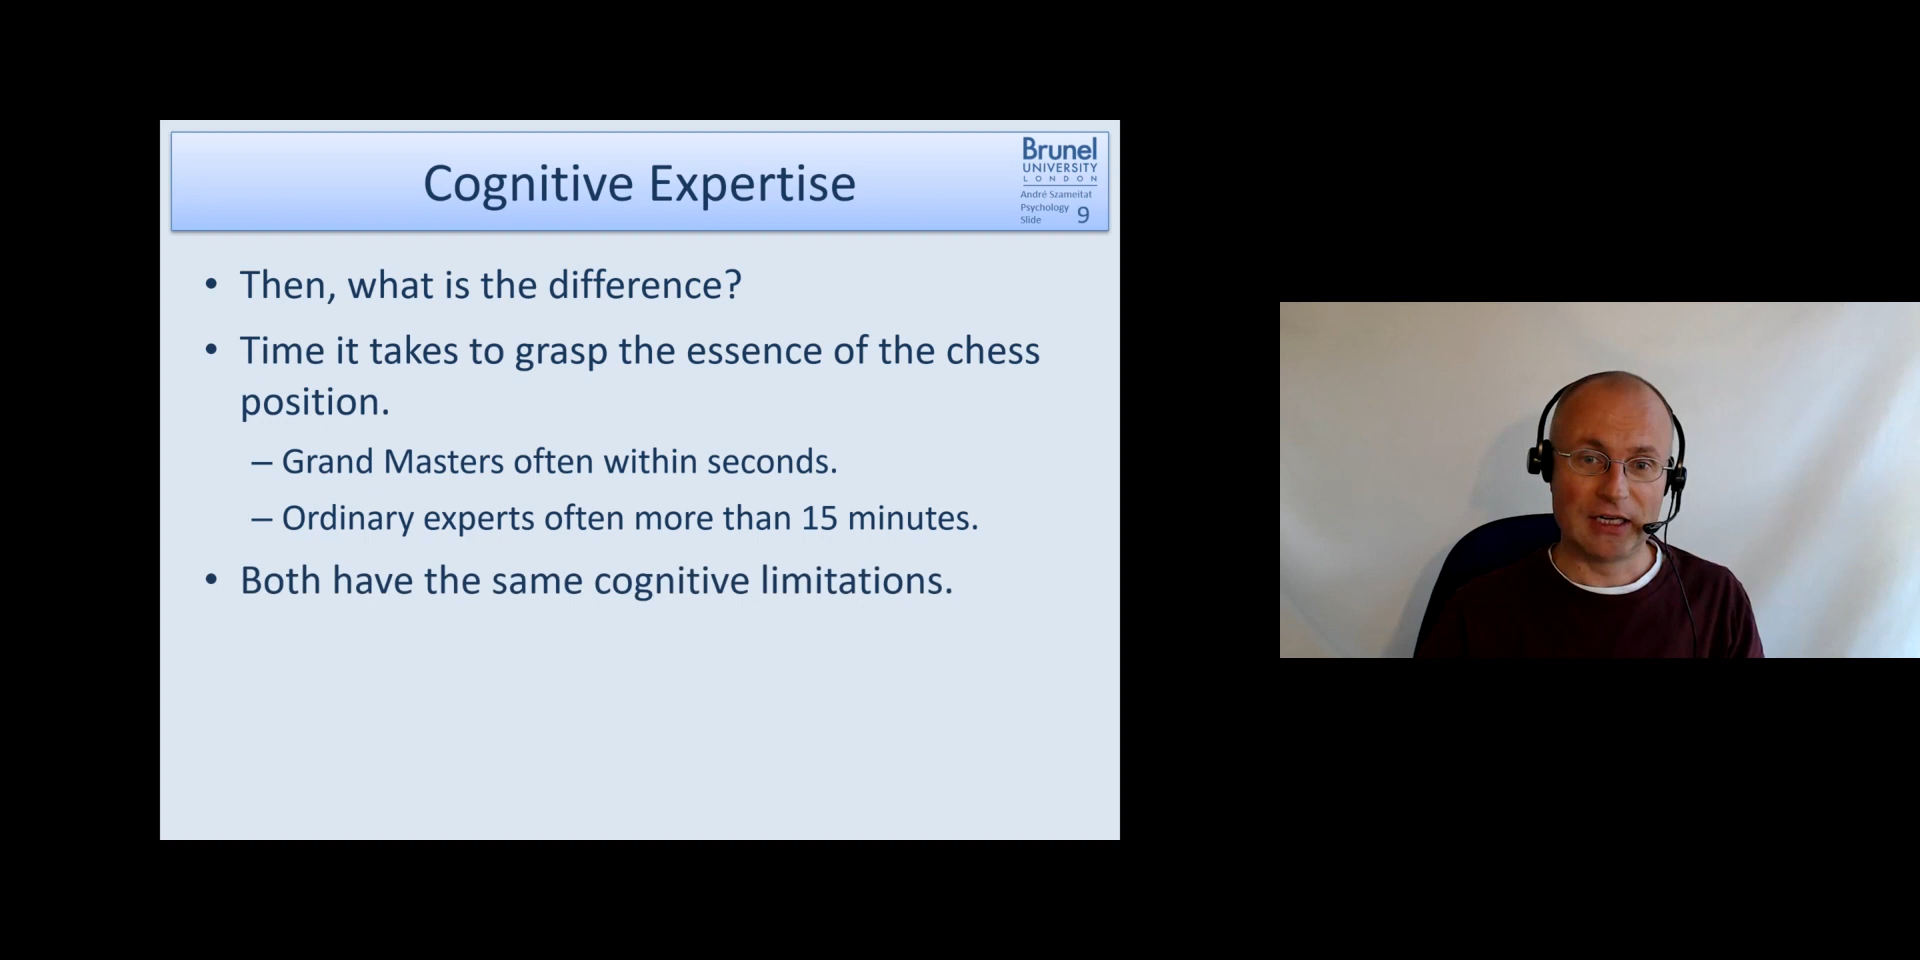 Cognitive Expertise
Brunel
UNIVERSITY
LONDON
André Szameitat
Psychology
Slide 9
• Then, what is the difference?
• Time it takes to grasp the essence of the chess
position.
– Grand Masters often within seconds.
– Ordinary experts often more than 15 minutes.
• Both have the same cognitive limitations.